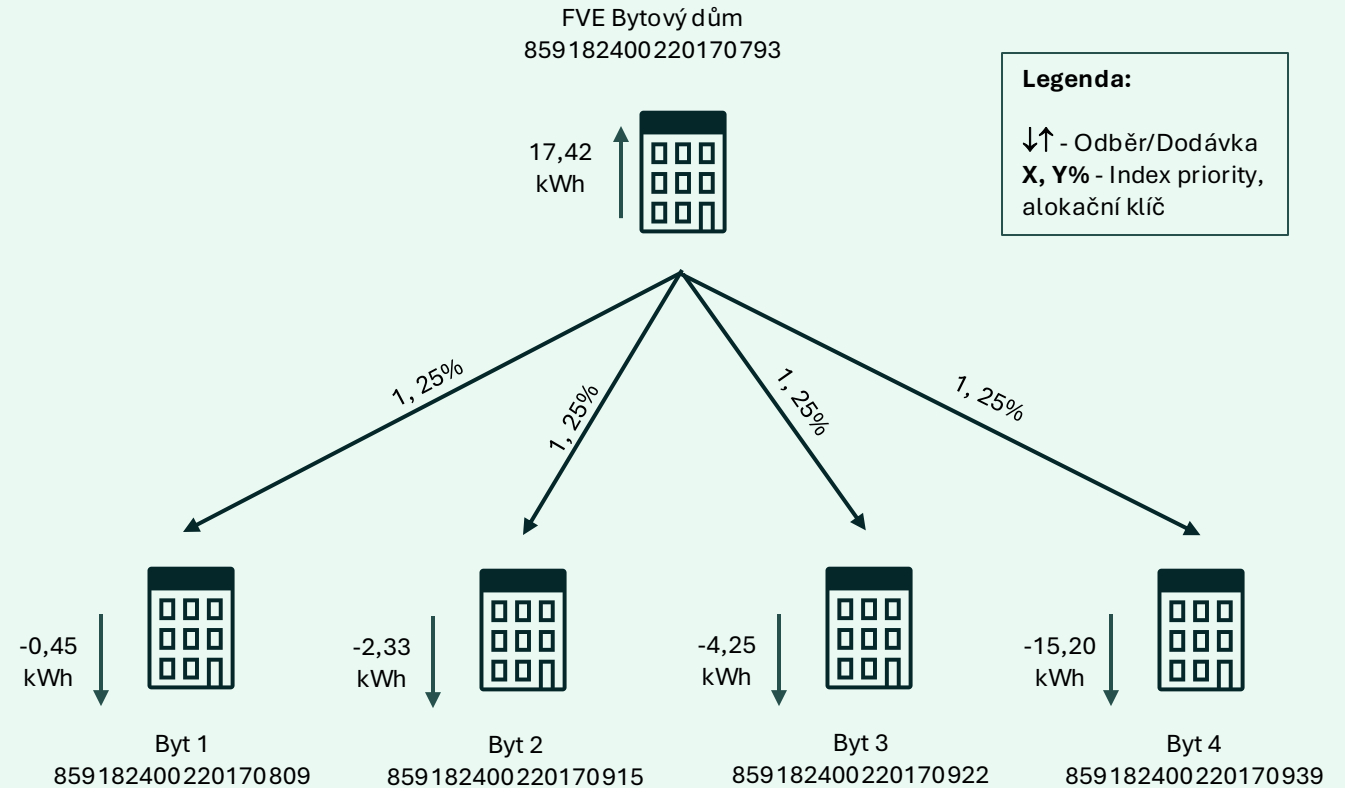 FVE Bytový dům
859182400220170793
Legenda:
↓↑ - Odběr/Dodávka
X, Y% - Index priority,
alokační klíč
17,42
kWh
1, 25%
1, 25%
1, 25%
1, 25%
-0,45
kWh
-2,33
kWh
-4,25
kWh
-15,20
kWh
Byt 1
859182400220170809
Byt 2
859182400220170915
Byt 3
859182400220170922
Byt 4
859182400220170939